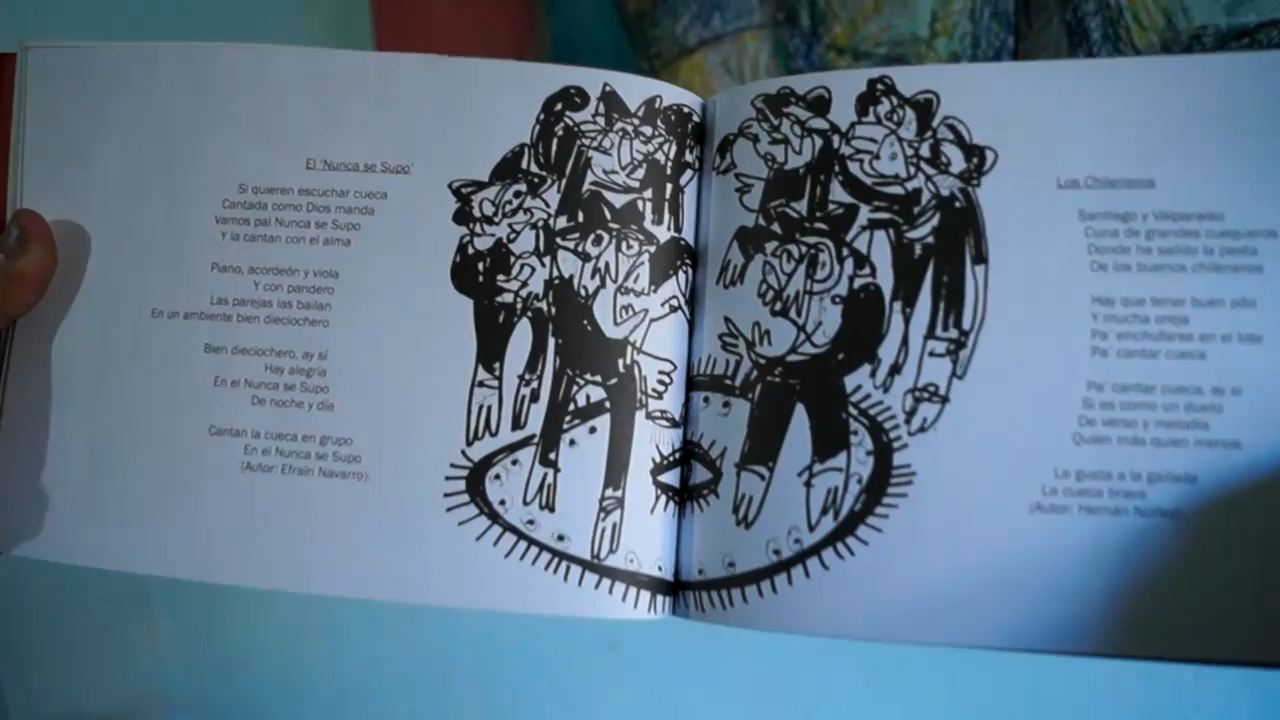 El 'Nunca se Supo'
Si quieren escuchar cueca
Cantada como Dios manda
Vamos pal Nunca se Supo
Y la cantan con el alma
Piano, acordeón y viola
Y con pandero
Las parejas las bailan
En un ambiente bien dieciochero
Bien dieciochero, ay sí
Hay alegría
En el Nunca se Supo
De noche y día
Cantan la cueca en grupo
En el Nunca se Supo
(Autor: Efraín Navarro).
Los Chileneros
Santiago y Valparaíso
Cuna de grandes cuequeros
Donde ha salido la
De los buenos chileneros
Hay que tener buen pito
Y mucha oreja
Pa' enchufarse en el lote
Pa' cantar cueca
Pa' cantar cueca, ay sí
Si es como un duelo
De verso y melodía
Quien más quien menos
Le gusta a la gallada
La cueca brava
(Autor: Hernán